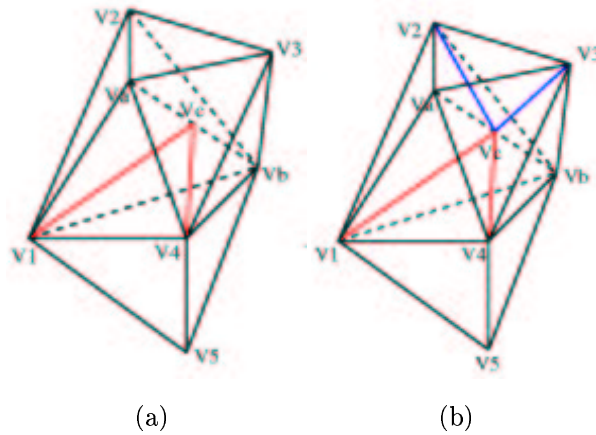 V2 V2
V3 V3
Va Vc Va
Vc
Vb Vb
V1 V4 V1 V4
V5 V5
(a) (b)